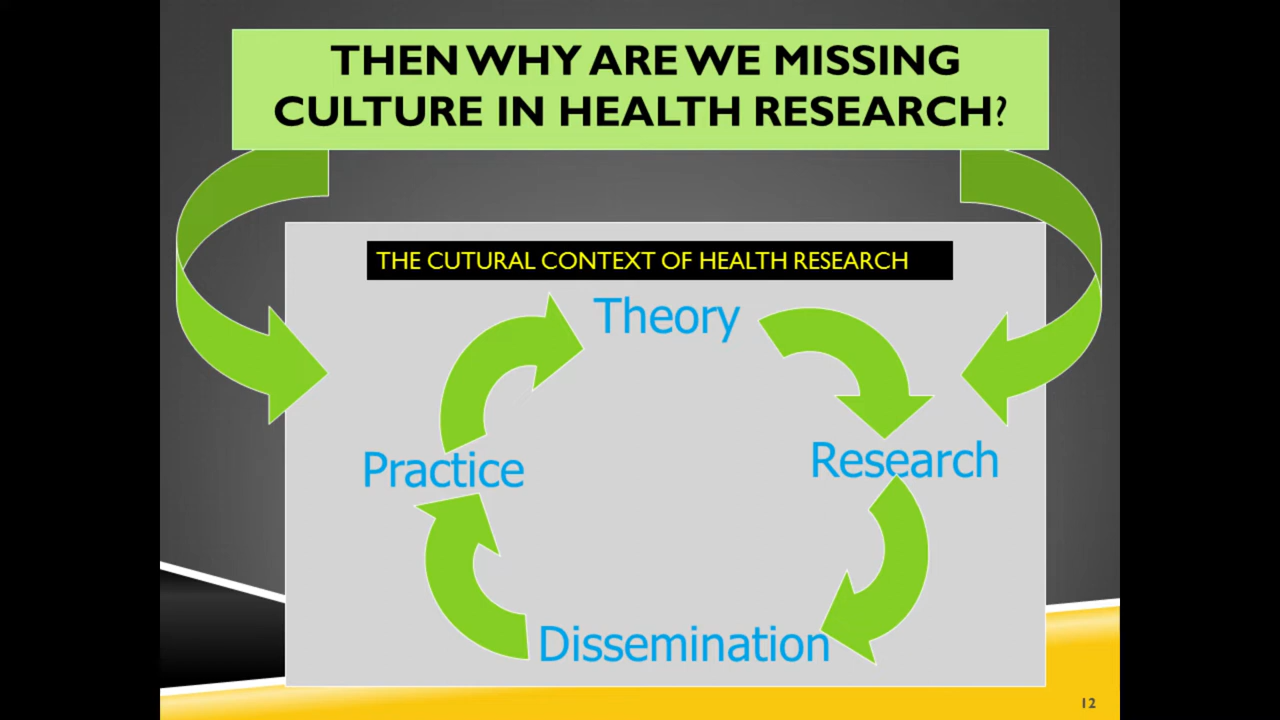 THEN WHY ARE WE MISSING
CULTURE IN HEALTH RESEARCH?
THE CUTURAL CONTEXT OF HEALTH RESEARCH
Theory
Practice
Research
Dissemination
12